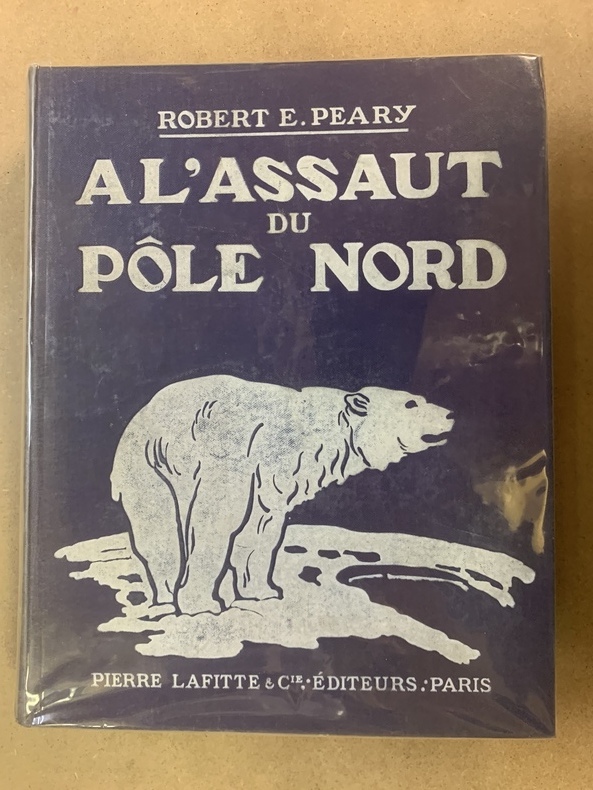 ROBERT E. PEARY
A L'ASSAUT
DU
PÔLE NORD
PIERRE LAFITTE & CIE. : ÉDITEURS. : PARIS